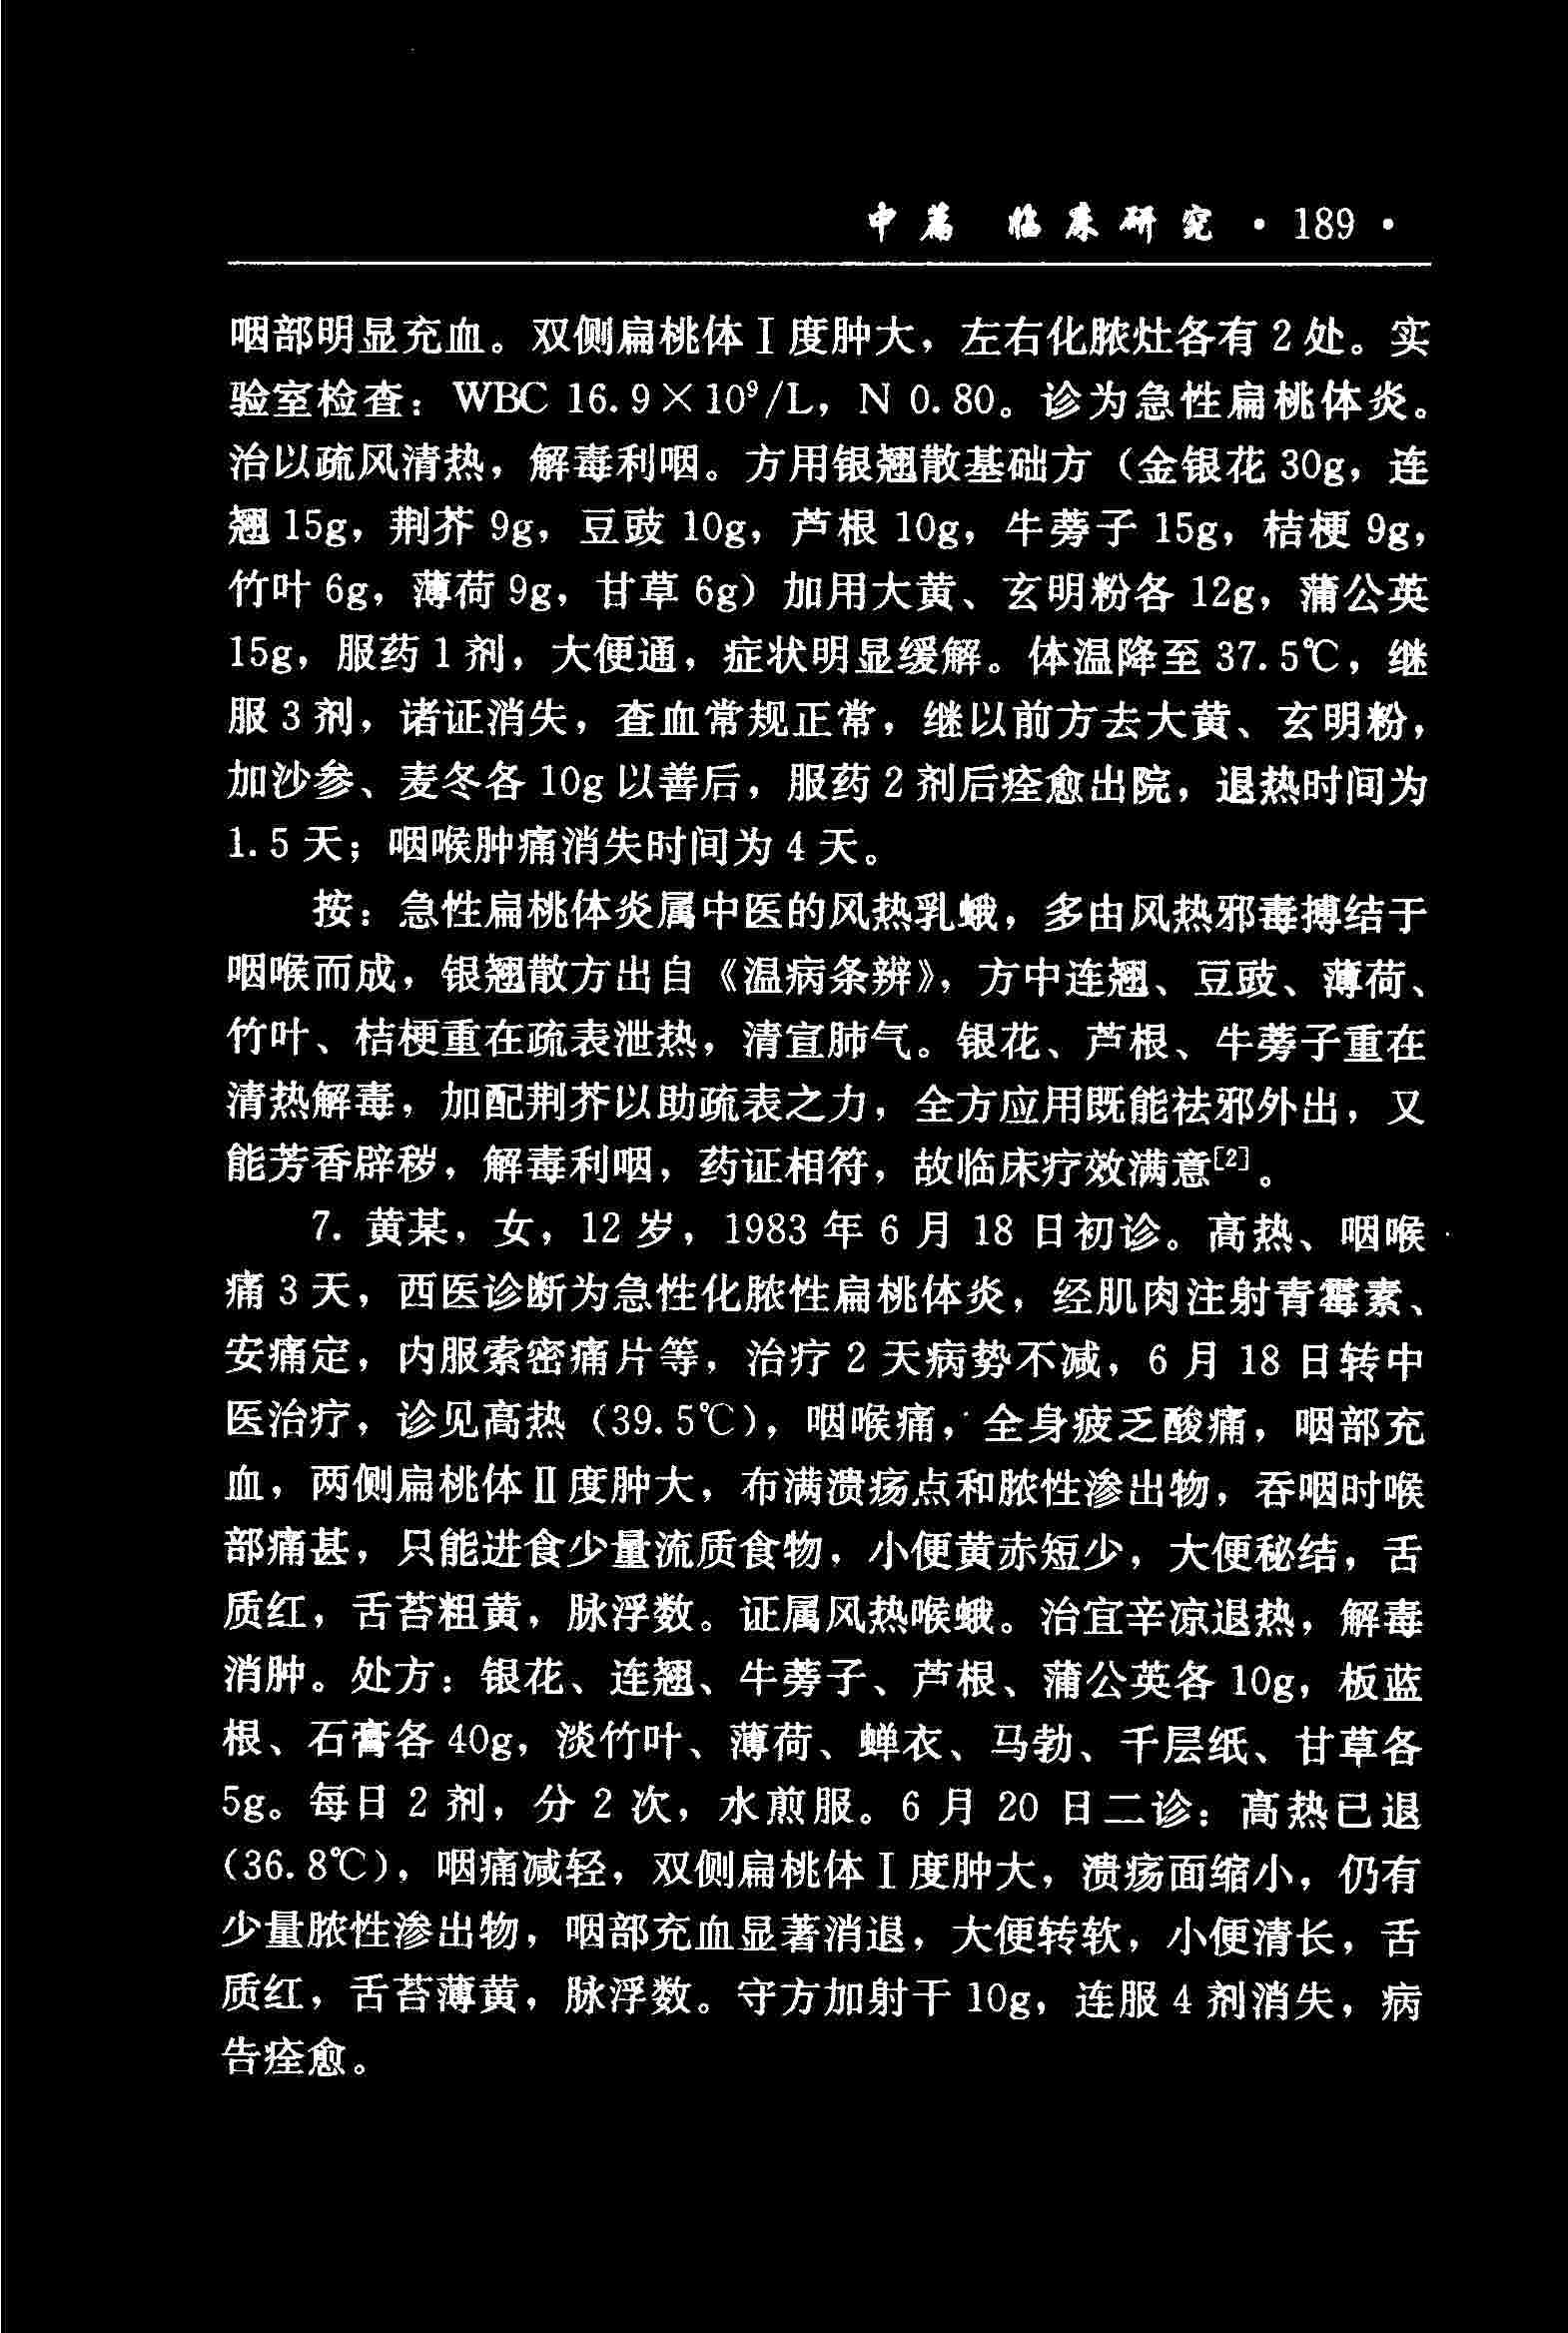 中篇 临床研究 · 189 ·
咽部明显充血。双侧扁桃体Ⅰ度肿大，左右化脓灶各有 2 处。实
验室检查：WBC 16.9×10⁹/L，N 0.80。诊为急性扁桃体炎。
治以疏风清热，解毒利咽。方用银翘散基础方（金银花 30g，连
翘 15g，荆芥 9g，豆豉 10g，芦根 10g，牛蒡子 15g，桔梗 9g，
竹叶 6g，薄荷 9g，甘草 6g）加用大黄、玄明粉各 12g，蒲公英
15g，服药 1 剂，大便通，症状明显缓解。体温降至 37.5℃，继
服 3 剂，诸证消失，查血常规正常，继以前方去大黄、玄明粉，
加沙参、麦冬各 10g 以善后，服药 2 剂后痊愈出院，退热时间为
1.5 天；咽喉肿痛消失时间为 4 天。
按：急性扁桃体炎属中医的风热乳蛾，多由风热邪毒搏结于
咽喉而成，银翘散方出自《温病条辨》，方中连翘、豆豉、薄荷、
竹叶、桔梗重在疏表泄热，清宣肺气。银花、芦根、牛蒡子重在
清热解毒，加配荆芥以助疏表之力，全方应用既能祛邪外出，又
能芳香辟秽，解毒利咽，药证相符，故临床疗效满意[2]。
7. 黄某，女，12 岁，1983 年 6 月 18 日初诊。高热、咽喉
痛 3 天，西医诊断为急性化脓性扁桃体炎，经肌肉注射青霉素、
安痛定，内服索密痛片等，治疗 2 天病势不减，6 月 18 日转中
医治疗，诊见高热（39.5℃），咽喉痛，全身疲乏酸痛，咽部充
血，两侧扁桃体Ⅱ度肿大，布满溃疡点和脓性渗出物，吞咽时喉
部痛甚，只能进食少量流质食物，小便黄赤短少，大便秘结，舌
质红，舌苔粗黄，脉浮数。证属风热喉蛾。治宜辛凉退热，解毒
消肿。处方：银花、连翘、牛蒡子、芦根、蒲公英各 10g，板蓝
根、石膏各 40g，淡竹叶、薄荷、蝉衣、马勃、千层纸、甘草各
5g。每日 2 剂，分 2 次，水煎服。6 月 20 日二诊：高热已退
（36.8℃），咽痛减轻，双侧扁桃体Ⅰ度肿大，溃疡面缩小，仍有
少量脓性渗出物，咽部充血显著消退，大便转软，小便清长，舌
质红，舌苔薄黄，脉浮数。守方加射干 10g，连服 4 剂消失，病
告痊愈。